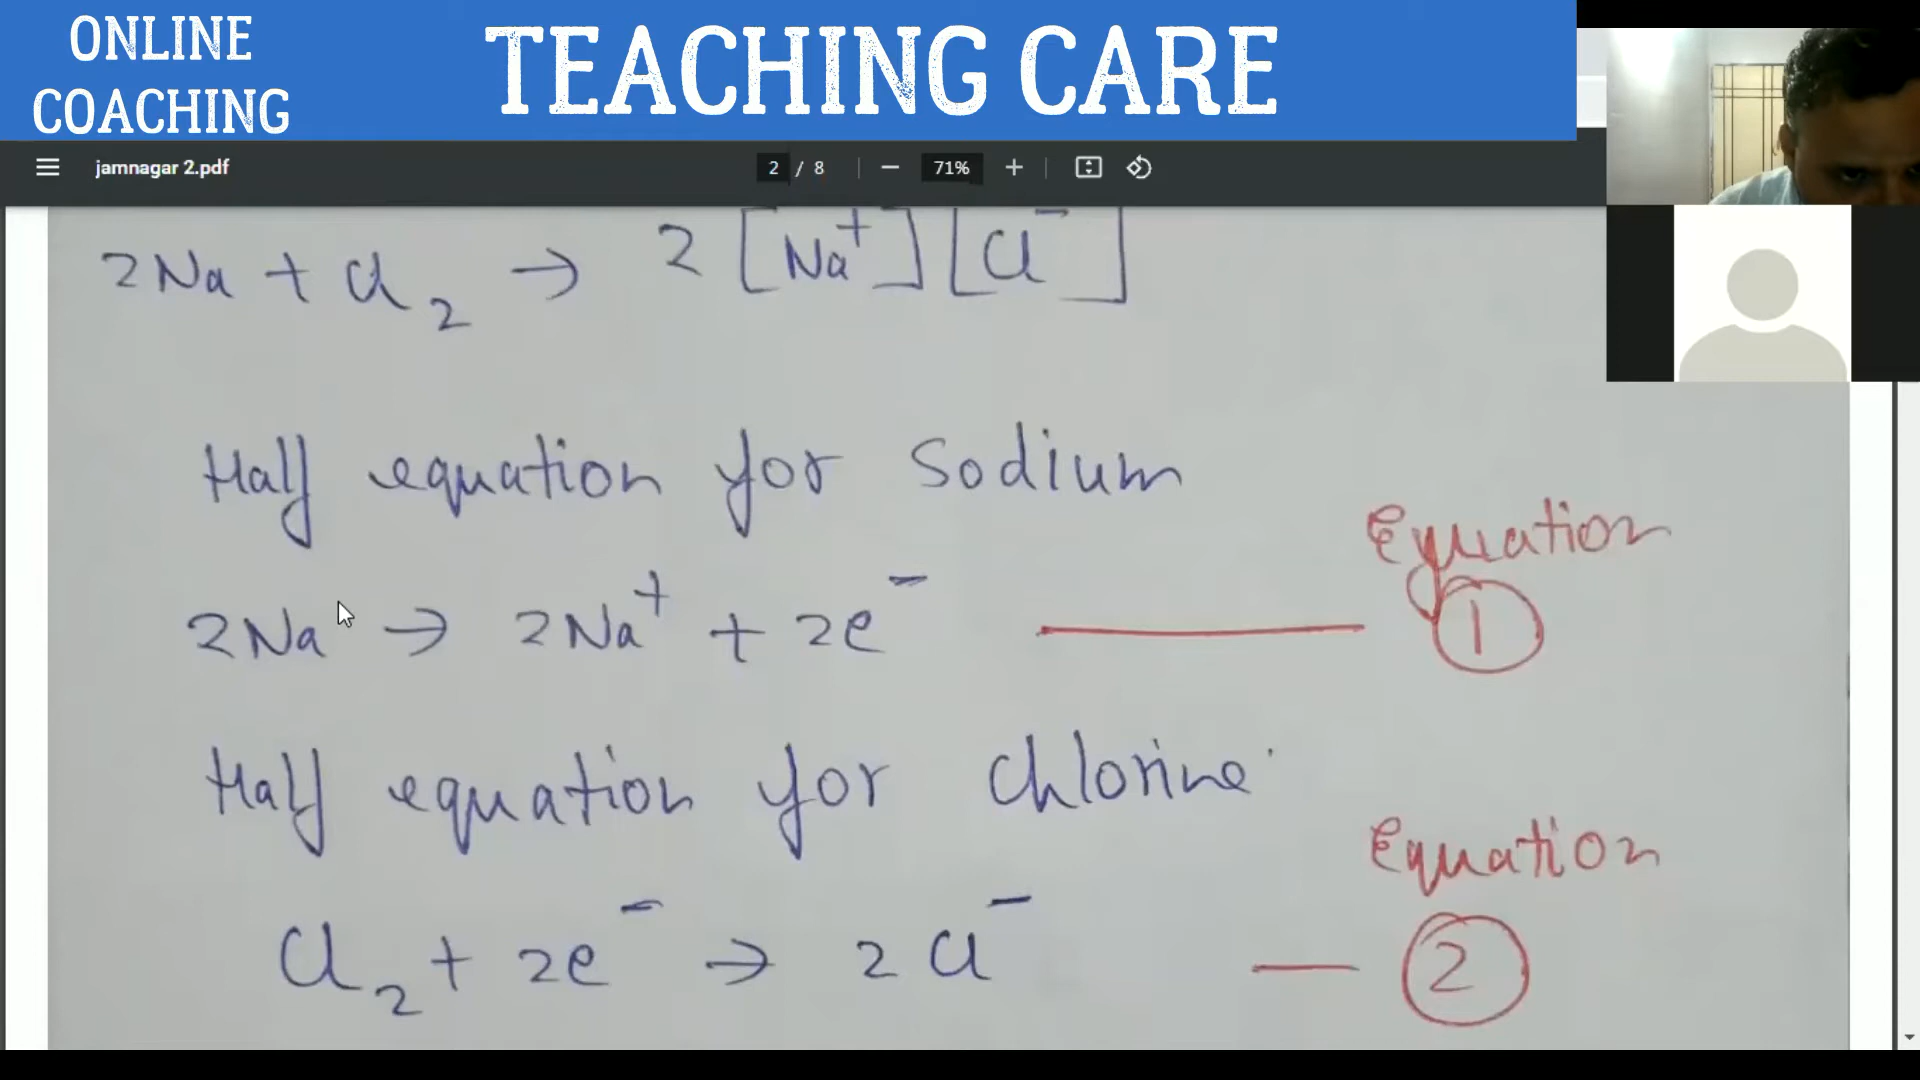 ONLINE
COACHING
TEACHING CARE
jamnagar 2.pdf
2 / 8
71%
2Na + Cl₂ → 2 [Na⁺] [Cl⁻]
Half equation for Sodium
Equation
2Na → 2Na⁺ + 2e⁻ — 1
Half equation for Chlorine
Equation
Cl₂ + 2e⁻ → 2Cl⁻ — 2